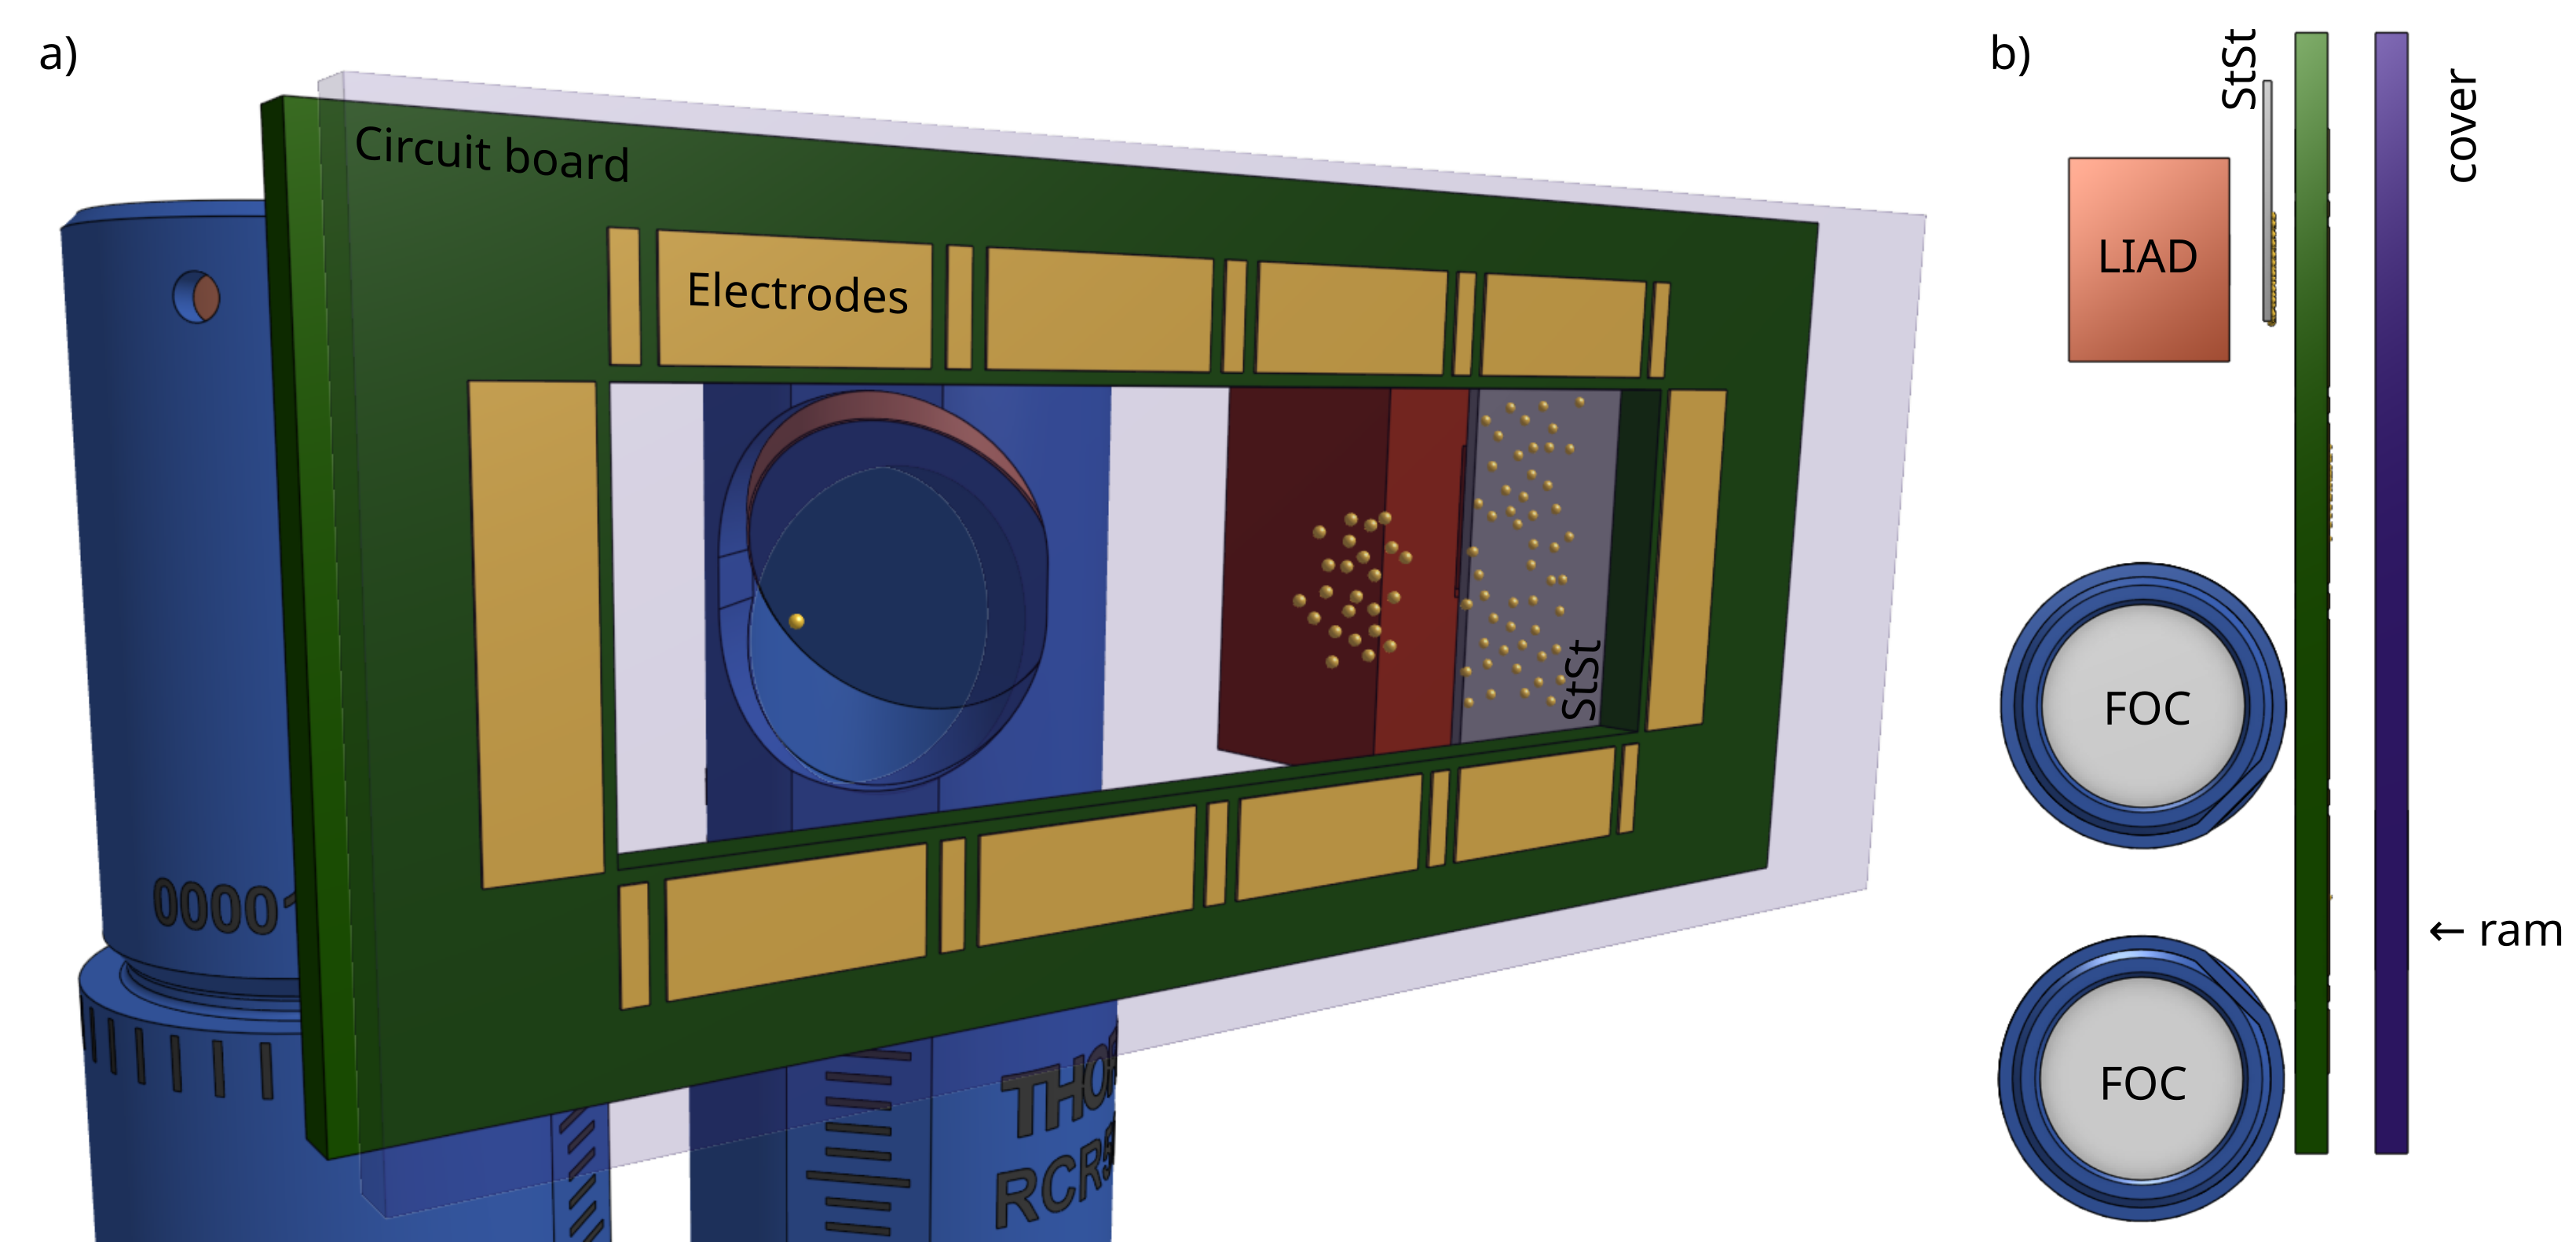 a)
Circuit board
Electrodes
StSt
0000
THO
RCR
b)
StSt
cover
LIAD
FOC
← ram
FOC